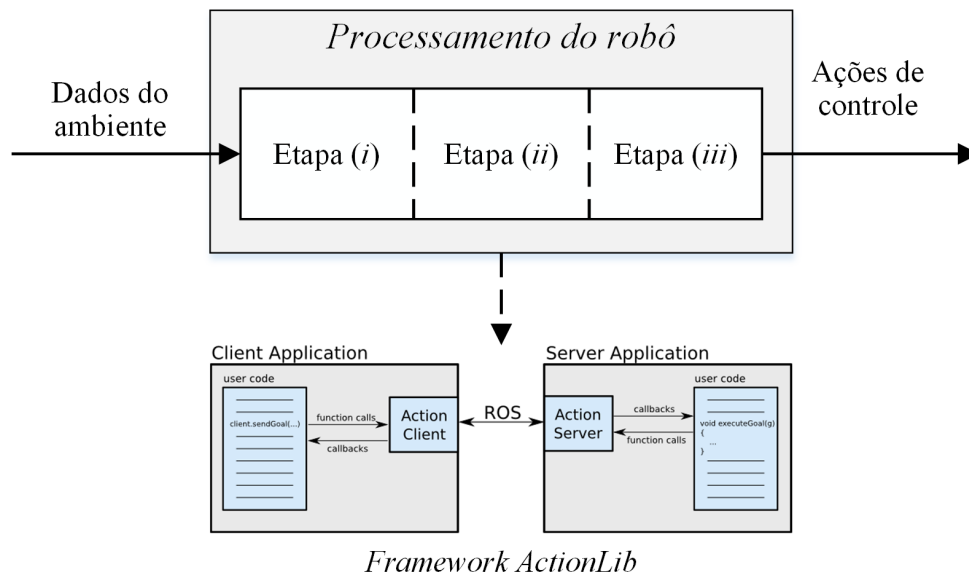 Processamento do robô
Dados do
ambiente
Etapa (i)
Etapa (ii)
Etapa (iii)
Ações de
controle
Client Application
user code
client.sendGoal(...)
function calls
callbacks
Action
Client
ROS
Server Application
Action
Server
callbacks
function calls
user code
void executeGoal(g)
{
...
}
Framework ActionLib